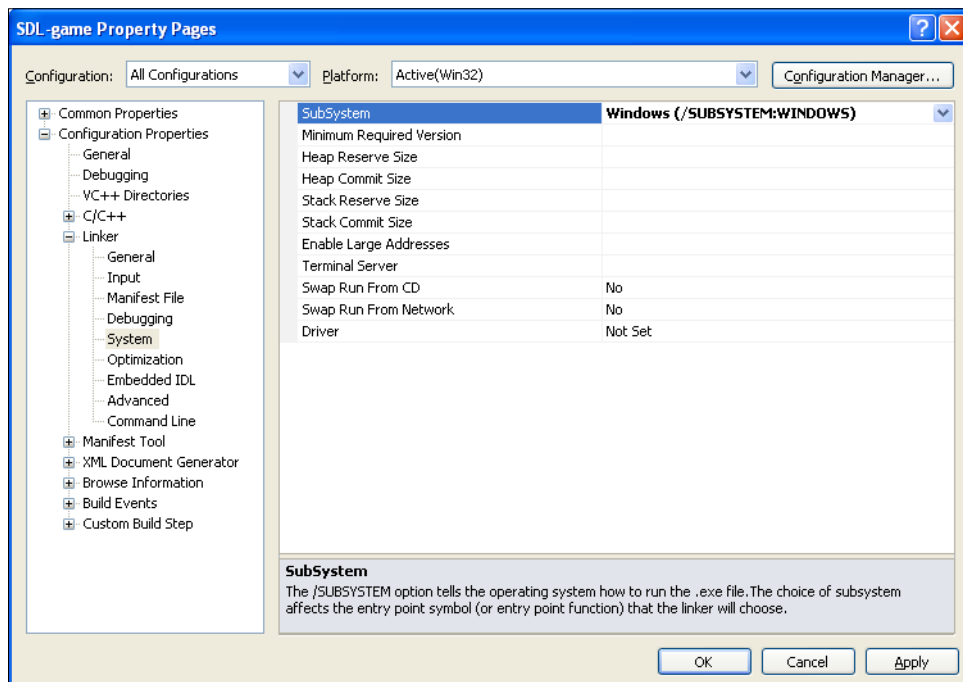 SDL-game Property Pages
Configuration: All Configurations Platform: Active(Win32) Configuration Manager...
Common Properties
Configuration Properties
General
Debugging
VC++ Directories
C/C++
Linker
General
Input
Manifest File
Debugging
System
Optimization
Embedded IDL
Advanced
Command Line
Manifest Tool
XML Document Generator
Browse Information
Build Events
Custom Build Step
SubSystem Windows (/SUBSYSTEM:WINDOWS)
Minimum Required Version
Heap Reserve Size
Heap Commit Size
Stack Reserve Size
Stack Commit Size
Enable Large Addresses
Terminal Server
Swap Run From CD No
Swap Run From Network No
Driver Not Set
SubSystem
The /SUBSYSTEM option tells the operating system how to run the .exe file.The choice of subsystem
affects the entry point symbol (or entry point function) that the linker will choose.
OK Cancel Apply